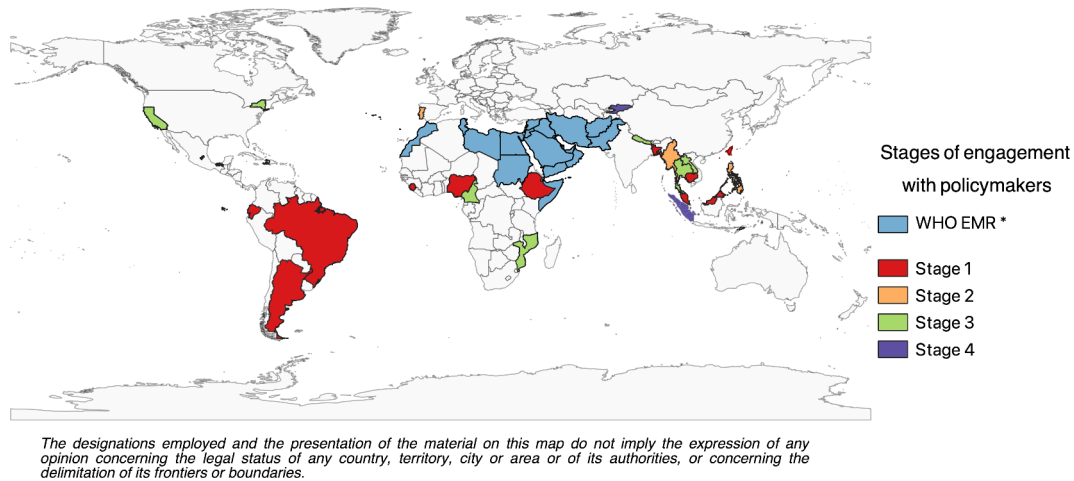 Stages of engagement
with policymakers
WHO EMR *
Stage 1
Stage 2
Stage 3
Stage 4
The designations employed and the presentation of the material on this map do not imply the expression of any
opinion concerning the legal status of any country, territory, city or area or of its authorities, or concerning the
delimitation of its frontiers or boundaries.